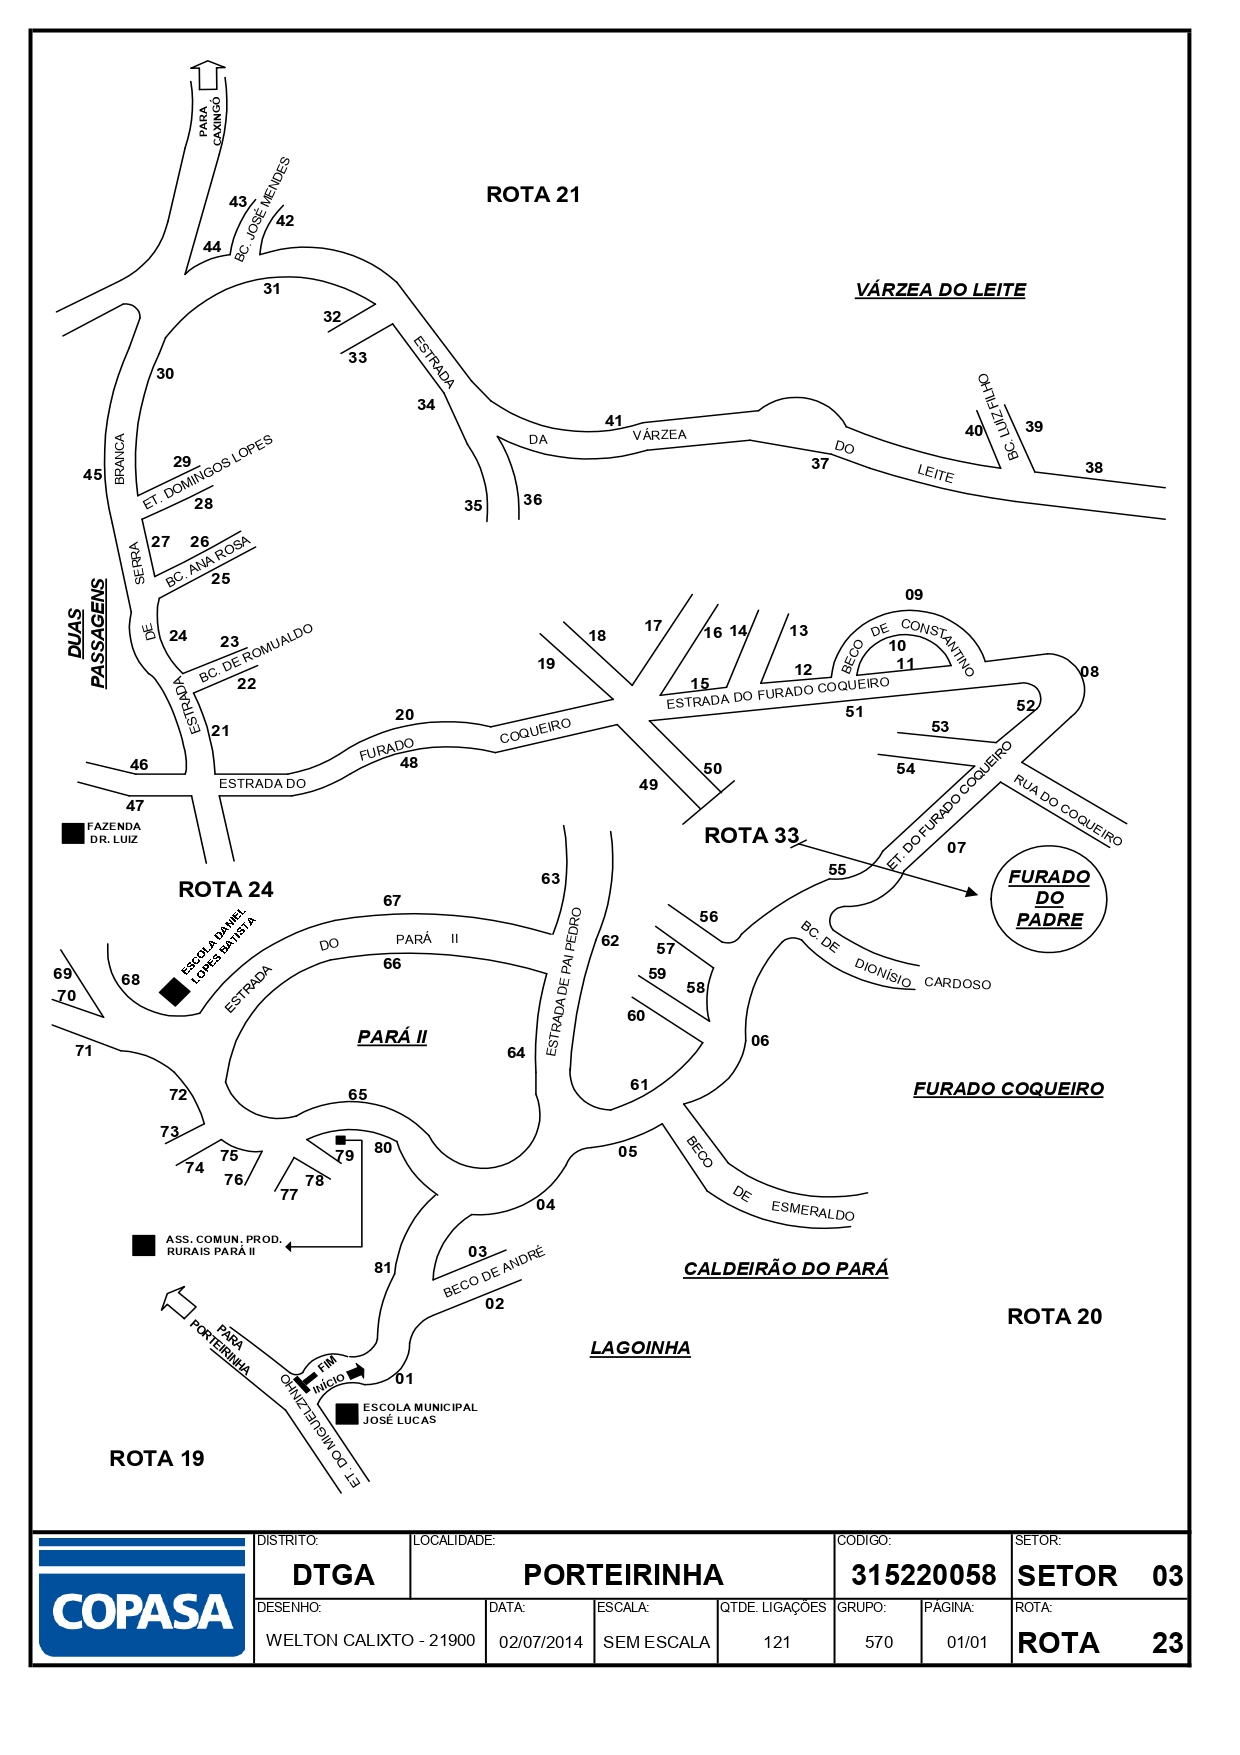 PARA
CAXINGÓ
ROTA 21
43
BC. JOSÉ MENDES
42
44
31
VÁRZEA DO LEITE
32
33
ESTRADA
30
34
41
DA
VÁRZEA
37
DO
LEITE
40
BC. LUIZ FILHO
39
38
45
BRANCA
29
ET. DOMINGOS LOPES
28
35
36
27
26
SERRA
BC. ANA ROSA
25
DUAS
PASSAGENS
DE
24
23
BC. DE ROMUALDO
22
ESTRADA
21
09
17
18
16
14
13
19
BECO DE CONSTANTINO
10
11
12
15
08
ESTRADA DO FURADO COQUEIRO
51
52
20
COQUEIRO
FURADO
48
53
54
46
47
ESTRADA DO
50
49
RUA DO COQUEIRO
ET. DO FURADO COQUEIRO
FAZENDA
DR. LUIZ
ROTA 33
07
55
FURADO
DO
PADRE
ROTA 24
63
67
ESCOLA DANIEL
LOPES BATISTA
DO
PARÁ II
66
ESTRADA
ESTRADA DE PAI PEDRO
62
56
57
59
58
60
BC. DE
DIONÍSIO
CARDOSO
69
70
68
71
PARÁ II
64
06
61
65
72
FURADO COQUEIRO
73
74
75
76
77
78
79
80
05
BECO
DE
ESMERALDO
04
ASS. COMUN. PROD.
RURAIS PARÁ II
81
03
BECO DE ANDRÉ
02
CALDEIRÃO DO PARÁ
ROTA 20
PARA
PORTEIRINHA
LAGOINHA
FIM
INÍCIO
01
ET. DO MIGUELZINHO
ESCOLA MUNICIPAL
JOSÉ LUCAS
ROTA 19
COPASA
DISTRITO:
DTGA
LOCALIDADE:
PORTEIRINHA
CODIGO:
315220058
SETOR:
SETOR 03
DESENHO:
WELTON CALIXTO - 21900
DATA:
02/07/2014
ESCALA:
SEM ESCALA
QTDE. LIGAÇÕES
121
GRUPO:
570
PÁGINA:
01/01
ROTA:
ROTA 23